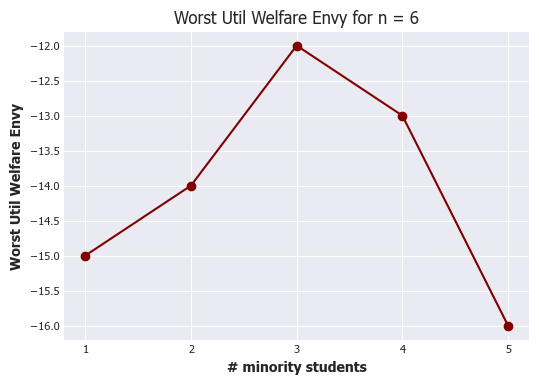 Worst Util Welfare Envy for n = 6
Worst Util Welfare Envy
−12.0
−12.5
−13.0
−13.5
−14.0
−14.5
−15.0
−15.5
−16.0
1 2 3 4 5
# minority students